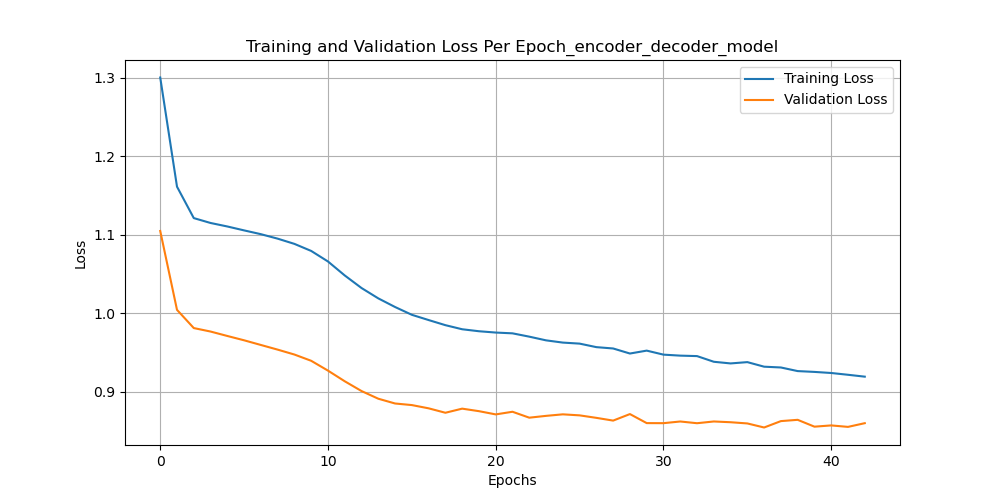 Training and Validation Loss Per Epoch_encoder_decoder_model
Training Loss
Validation Loss
1.3
1.2
1.1
1.0
0.9
Loss
0 10 20 30 40
Epochs